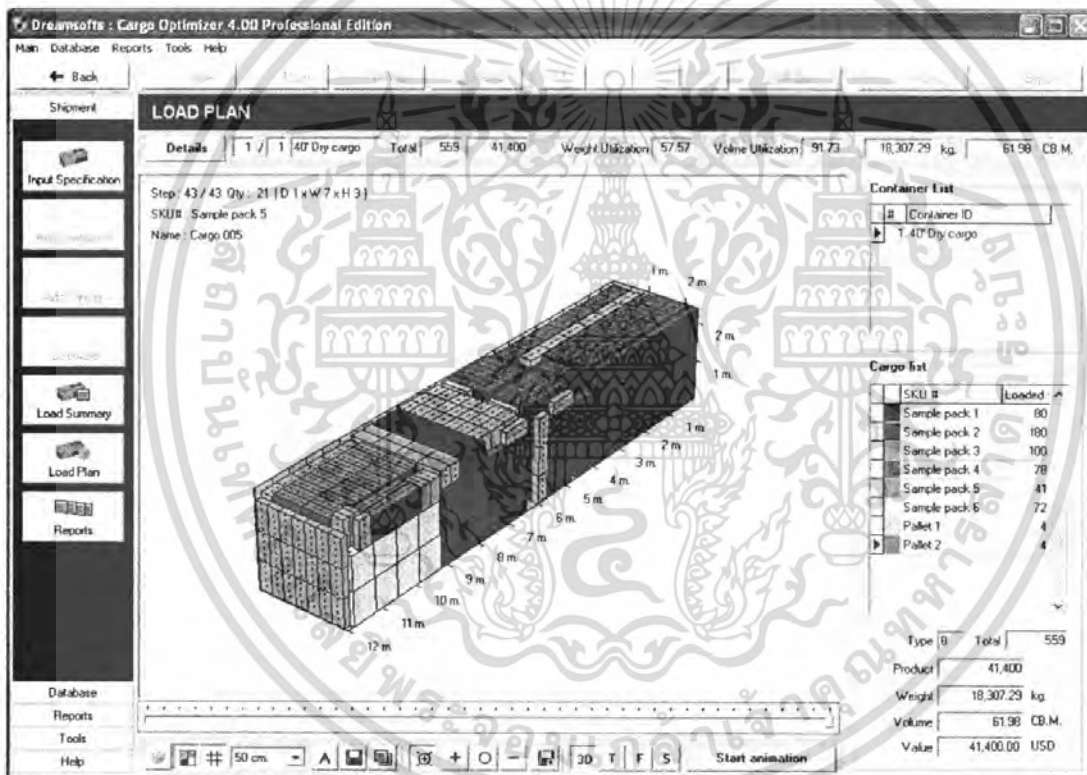 Dreamsofts : Cargo Optimizer 4.00 Professional Edition
Main Database Reports Tools Help
Back
Shipment
Input Specification
Load Summary
Load Plan
Reports
Database
Reports
Tools
Help
LOAD PLAN
Details 1 / 1 40' Dry cargo Total 559 41,400 Weight Utilization 57.57 Volme Utilization 91.73 18,307.29 kg. 61.98 CB.M.
Step : 43 / 43 Qty : 21 ( D 1 x W 7 x H 3 )
SKU# : Sample pack 5
Name : Cargo 005
1 m.
2 m.
2 m.
1 m.
1 m.
2 m.
3 m.
4 m.
5 m.
6 m.
7 m.
8 m.
9 m.
10 m.
11 m.
12 m.
Container List
# Container ID
1 40' Dry cargo
Cargo list
SKU # Loaded
Sample pack 1 80
Sample pack 2 180
Sample pack 3 100
Sample pack 4 78
Sample pack 5 41
Sample pack 6 72
Pallet 1 4
Pallet 2 4
Type 8 Total 559
Product 41,400
Weight 18,307.29 kg.
Volume 61.98 CB.M.
Value 41,400.00 USD
50 cm. A 3D T F S Start animation